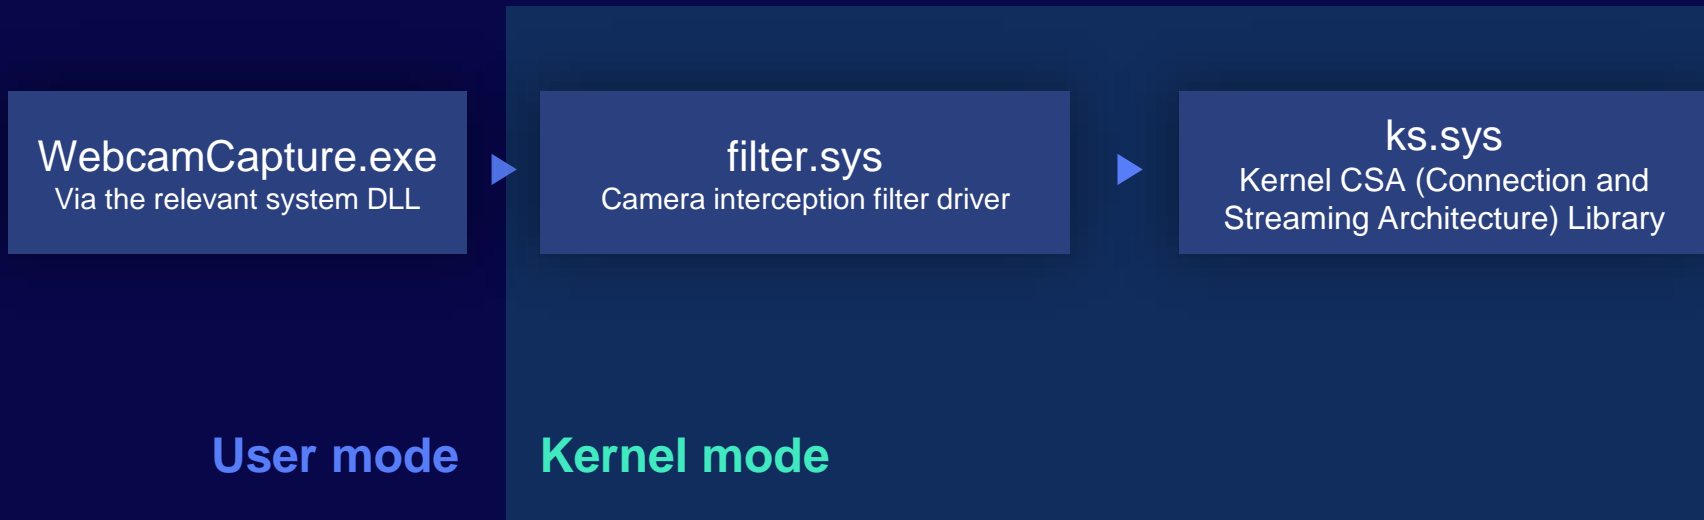 WebcamCapture.exe
Via the relevant system DLL
filter.sys
Camera interception filter driver
ks.sys
Kernel CSA (Connection and
Streaming Architecture) Library
User mode
Kernel mode